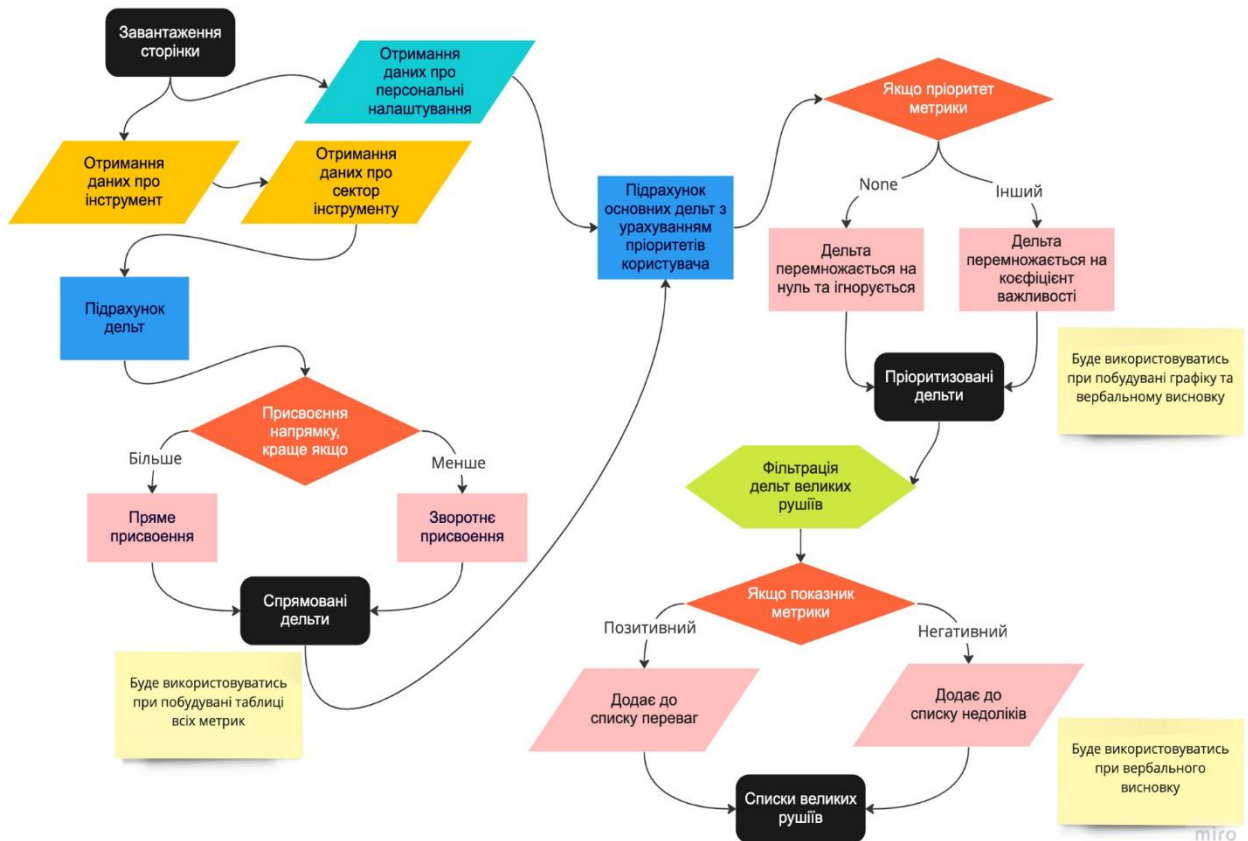 Завантаження
сторінки
Отримання
даних про
персональні
налаштування
Отримання
даних про
інструмент
Отримання
даних про
сектор
інструменту
Підрахунок
дельт
Присвоєння
напрямку,
краще якщо
Більше
Менше
Пряме
присвоення
Зворотнє
присвоення
Спрямовані
дельти
Буде використовуватись
при побудувані таблиці
всіх метрик
Підрахунок
основних дельт з
урахуванням
пріоритетів
користувача
Якщо пріоритет
метрики
None
Інший
Дельта
перемножається на
нуль та ігнорується
Дельта
перемножається на
коєфіцієнт
важливості
Пріоритизовані
дельти
Буде використовуватись
при побудувані графіку та
вербальному висновку
Фільтрація
дельт великих
рушіїв
Якщо показник
метрики
Позитивний
Негативний
Додає до
списку переваг
Додає до
списку недоліків
Списки великих
рушіїв
Буде використовуватись
при вербального
висновку
miro